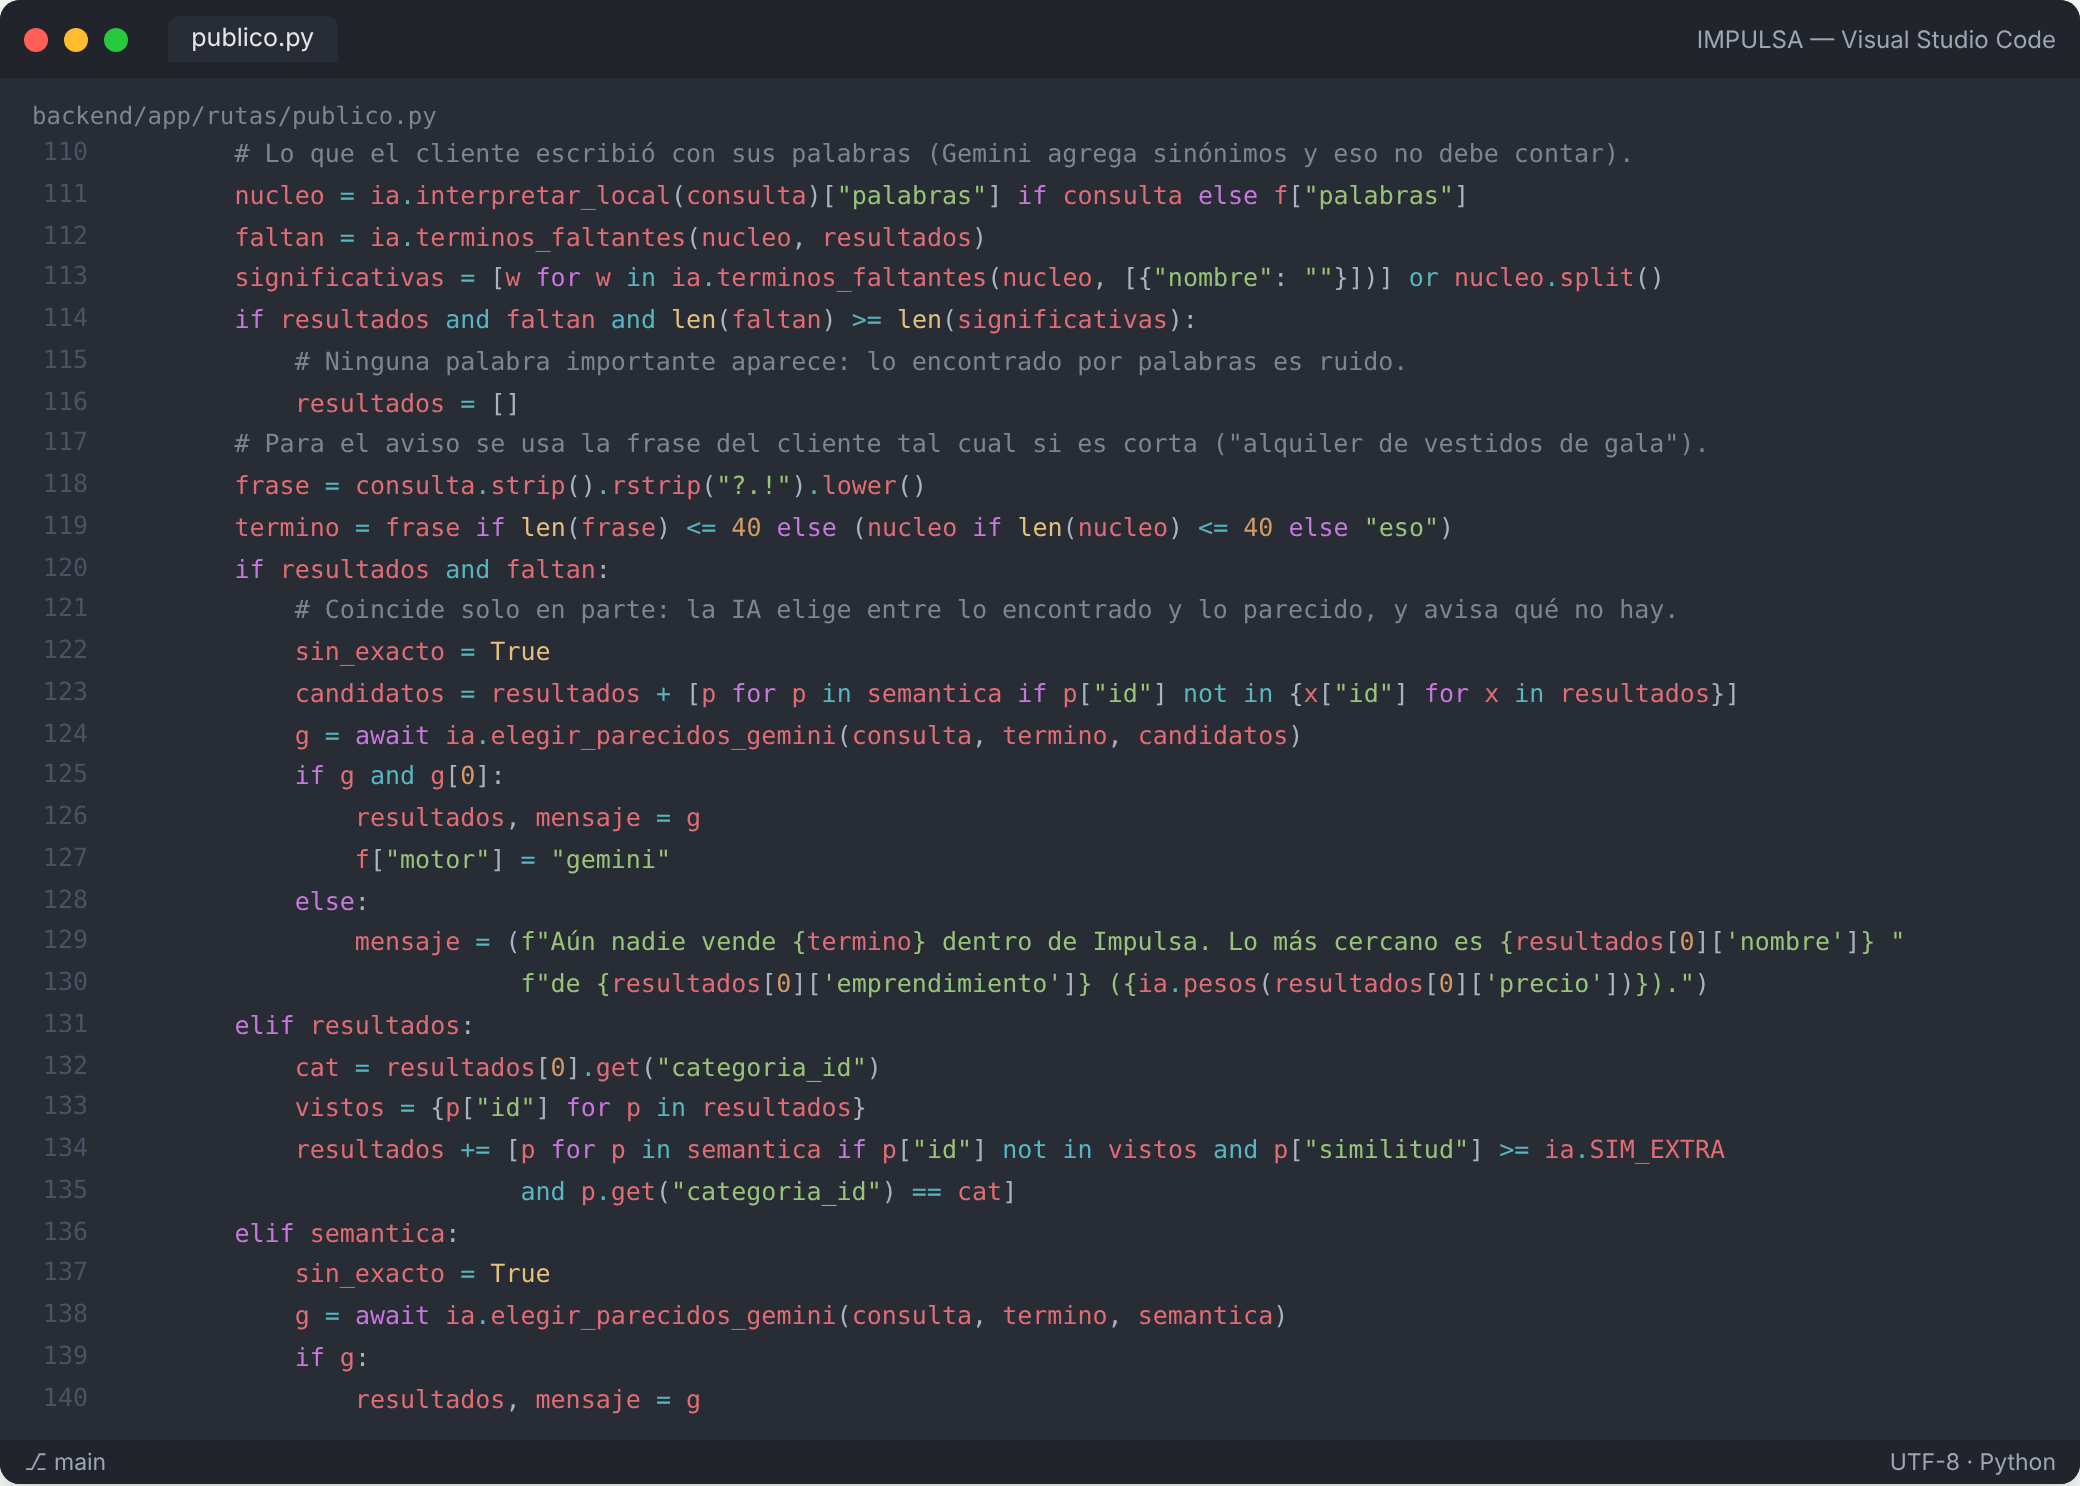 publico.py
IMPULSA — Visual Studio Code
backend/app/rutas/publico.py
110         # Lo que el cliente escribió con sus palabras (Gemini agrega sinónimos y eso no debe contar).
111         nucleo = ia.interpretar_local(consulta)["palabras"] if consulta else f["palabras"]
112         faltan = ia.terminos_faltantes(nucleo, resultados)
113         significativas = [w for w in ia.terminos_faltantes(nucleo, [{"nombre": ""}])] or nucleo.split()
114         if resultados and faltan and len(faltan) >= len(significativas):
115             # Ninguna palabra importante aparece: lo encontrado por palabras es ruido.
116             resultados = []
117         # Para el aviso se usa la frase del cliente tal cual si es corta ("alquiler de vestidos de gala").
118         frase = consulta.strip().rstrip("?.!").lower()
119         termino = frase if len(frase) <= 40 else (nucleo if len(nucleo) <= 40 else "eso")
120         if resultados and faltan:
121             # Coincide solo en parte: la IA elige entre lo encontrado y lo parecido, y avisa qué no hay.
122             sin_exacto = True
123             candidatos = resultados + [p for p in semantica if p["id"] not in {x["id"] for x in resultados}]
124             g = await ia.elegir_parecidos_gemini(consulta, termino, candidatos)
125             if g and g[0]:
126                 resultados, mensaje = g
127                 f["motor"] = "gemini"
128             else:
129                 mensaje = (f"Aún nadie vende {termino} dentro de Impulsa. Lo más cercano es {resultados[0]['nombre']} "
130                            f"de {resultados[0]['emprendimiento']} ({ia.pesos(resultados[0]['precio'])}).")
131         elif resultados:
132             cat = resultados[0].get("categoria_id")
133             vistos = {p["id"] for p in resultados}
134             resultados += [p for p in semantica if p["id"] not in vistos and p["similitud"] >= ia.SIM_EXTRA
135                            and p.get("categoria_id") == cat]
136         elif semantica:
137             sin_exacto = True
138             g = await ia.elegir_parecidos_gemini(consulta, termino, semantica)
139             if g:
140                 resultados, mensaje = g
⎇ main
UTF-8 · Python